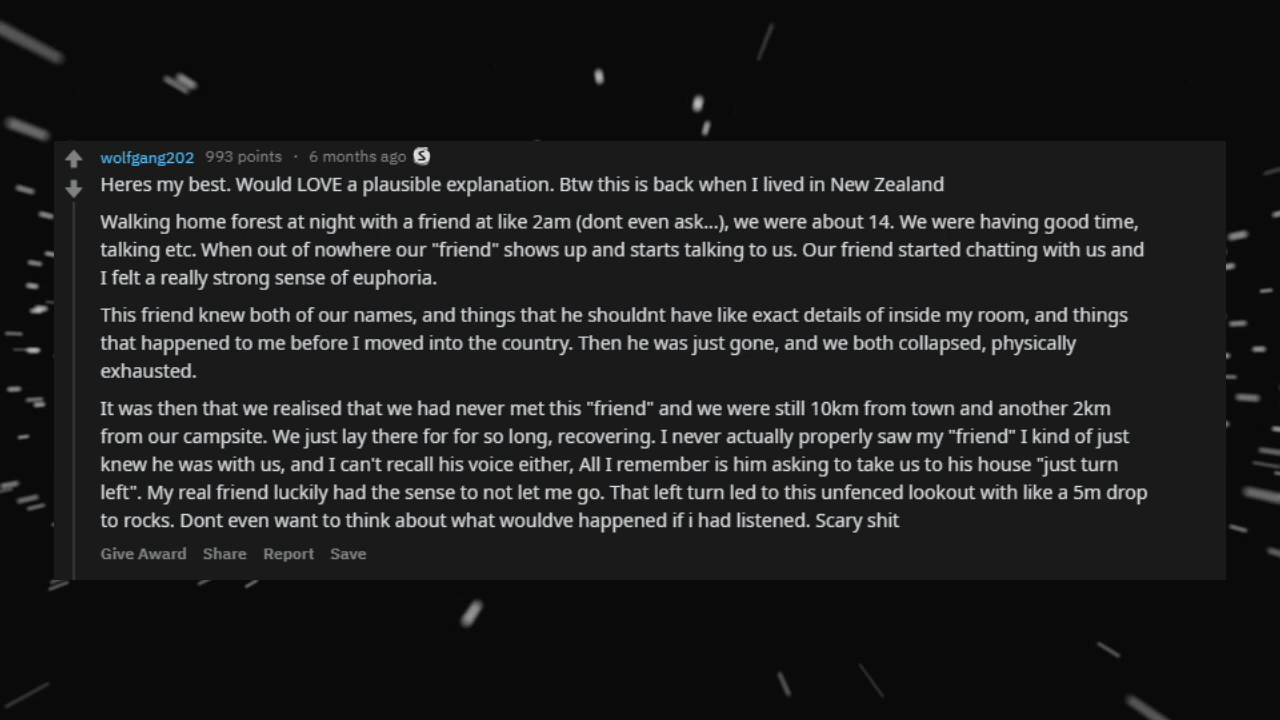 wolfgang202 993 points · 6 months ago S
Heres my best. Would LOVE a plausible explanation. Btw this is back when I lived in New Zealand
Walking home forest at night with a friend at like 2am (dont even ask...), we were about 14. We were having good time,
talking etc. When out of nowhere our "friend" shows up and starts talking to us. Our friend started chatting with us and
I felt a really strong sense of euphoria.
This friend knew both of our names, and things that he shouldnt have like exact details of inside my room, and things
that happened to me before I moved into the country. Then he was just gone, and we both collapsed, physically
exhausted.
It was then that we realised that we had never met this "friend" and we were still 10km from town and another 2km
from our campsite. We just lay there for for so long, recovering. I never actually properly saw my "friend" I kind of just
knew he was with us, and I can't recall his voice either, All I remember is him asking to take us to his house "just turn
left". My real friend luckily had the sense to not let me go. That left turn led to this unfenced lookout with like a 5m drop
to rocks. Dont even want to think about what wouldve happened if i had listened. Scary shit
Give Award Share Report Save